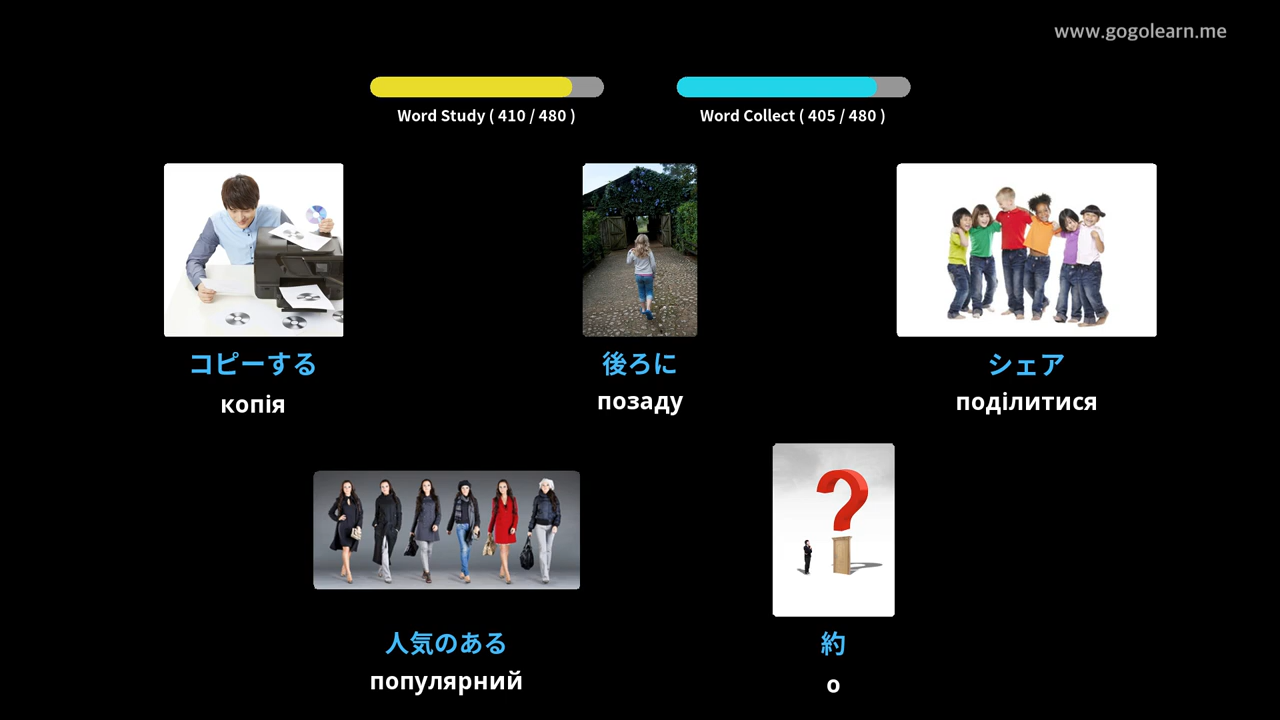 www.gogolearn.me
Word Study ( 410 / 480 )
Word Collect ( 405 / 480 )
コピーする
копія
後ろに
позаду
シェア
поділитися
人気のある
популярний
約
о